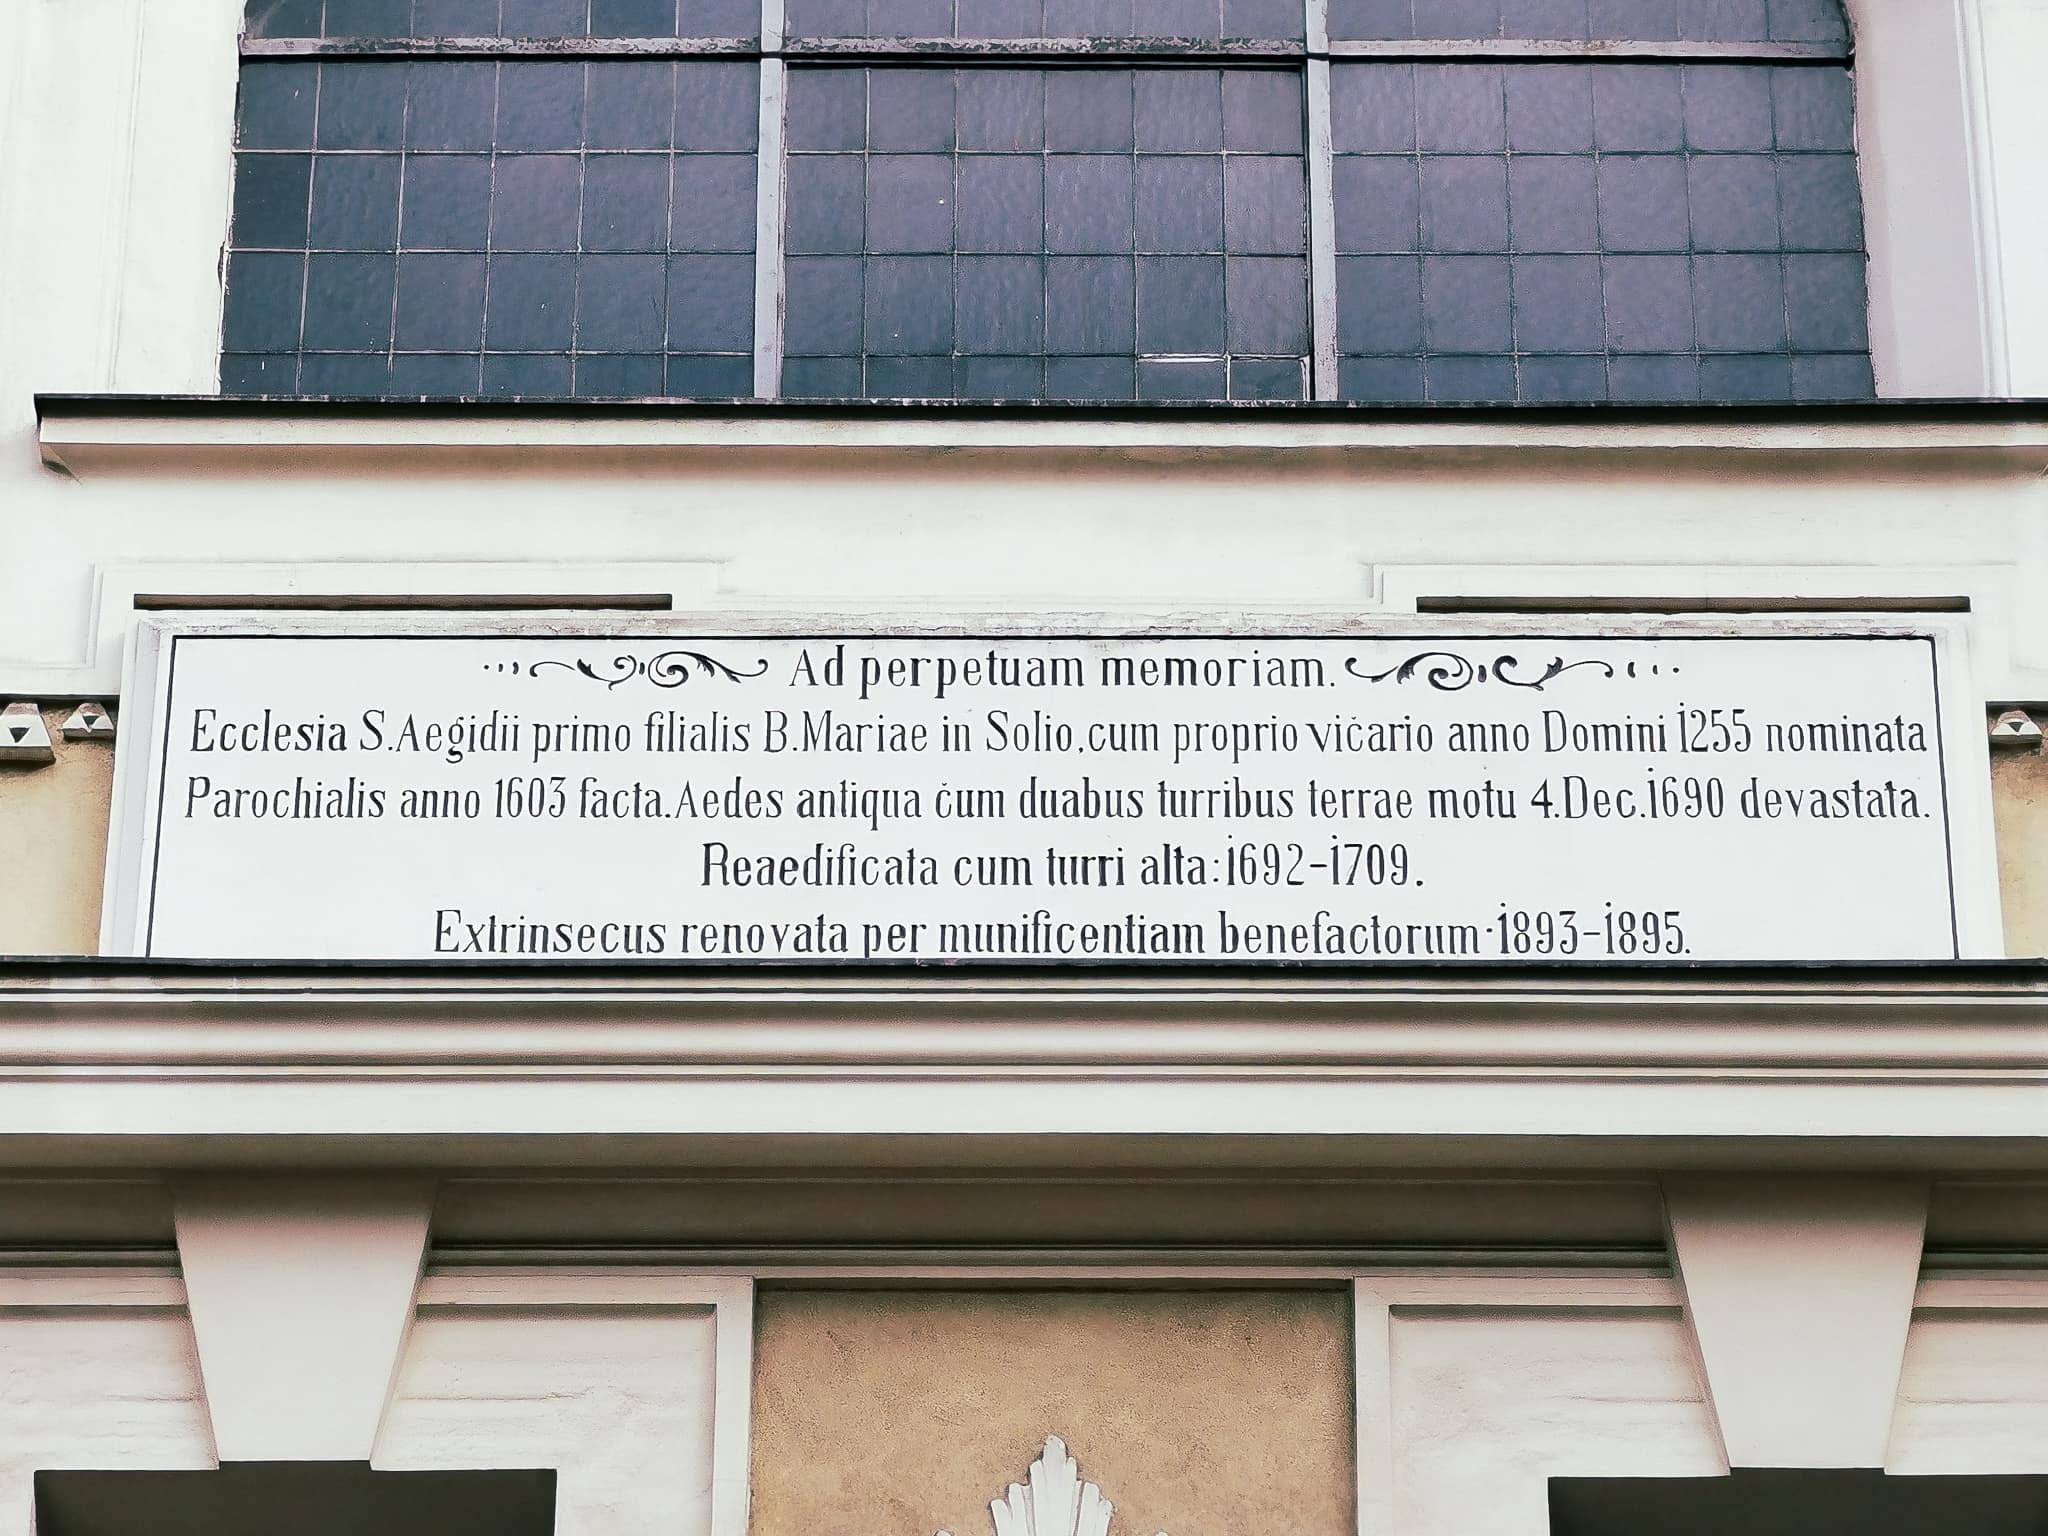 Ad perpetuam memoriam.
Ecclesia S.Aegidii primo filialis B.Mariae in Solio,cum proprio vicario anno Domini 1255 nominata
Parochialis anno 1603 facta.Aedes antiqua cum duabus turribus terrae motu 4.Dec.1690 devastata.
Reaedificata cum turri alta:1692-1709.
Extrinsecus renovata per munificentiam benefactorum·1893-1895.